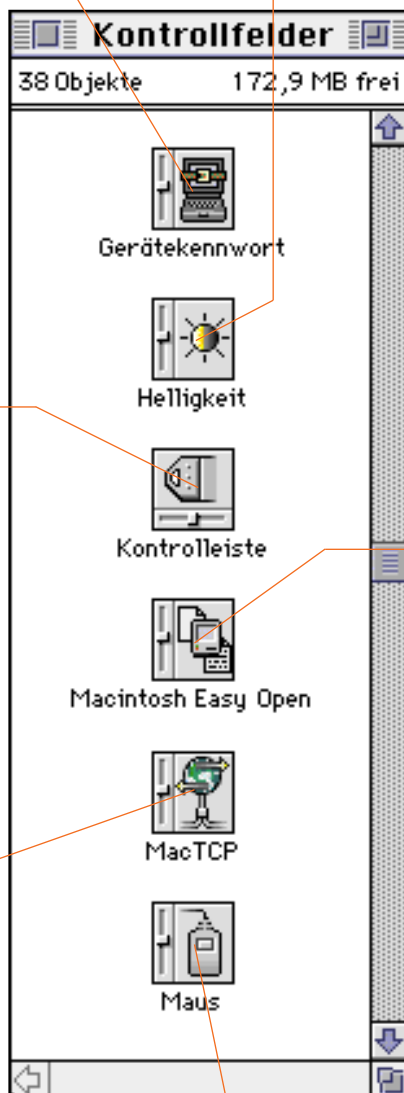 Kontrollfelder
38 Objekte 172,9 MB frei
Gerätekennwort
Helligkeit
Kontrolleiste
Macintosh Easy Open
MacTCP
Maus